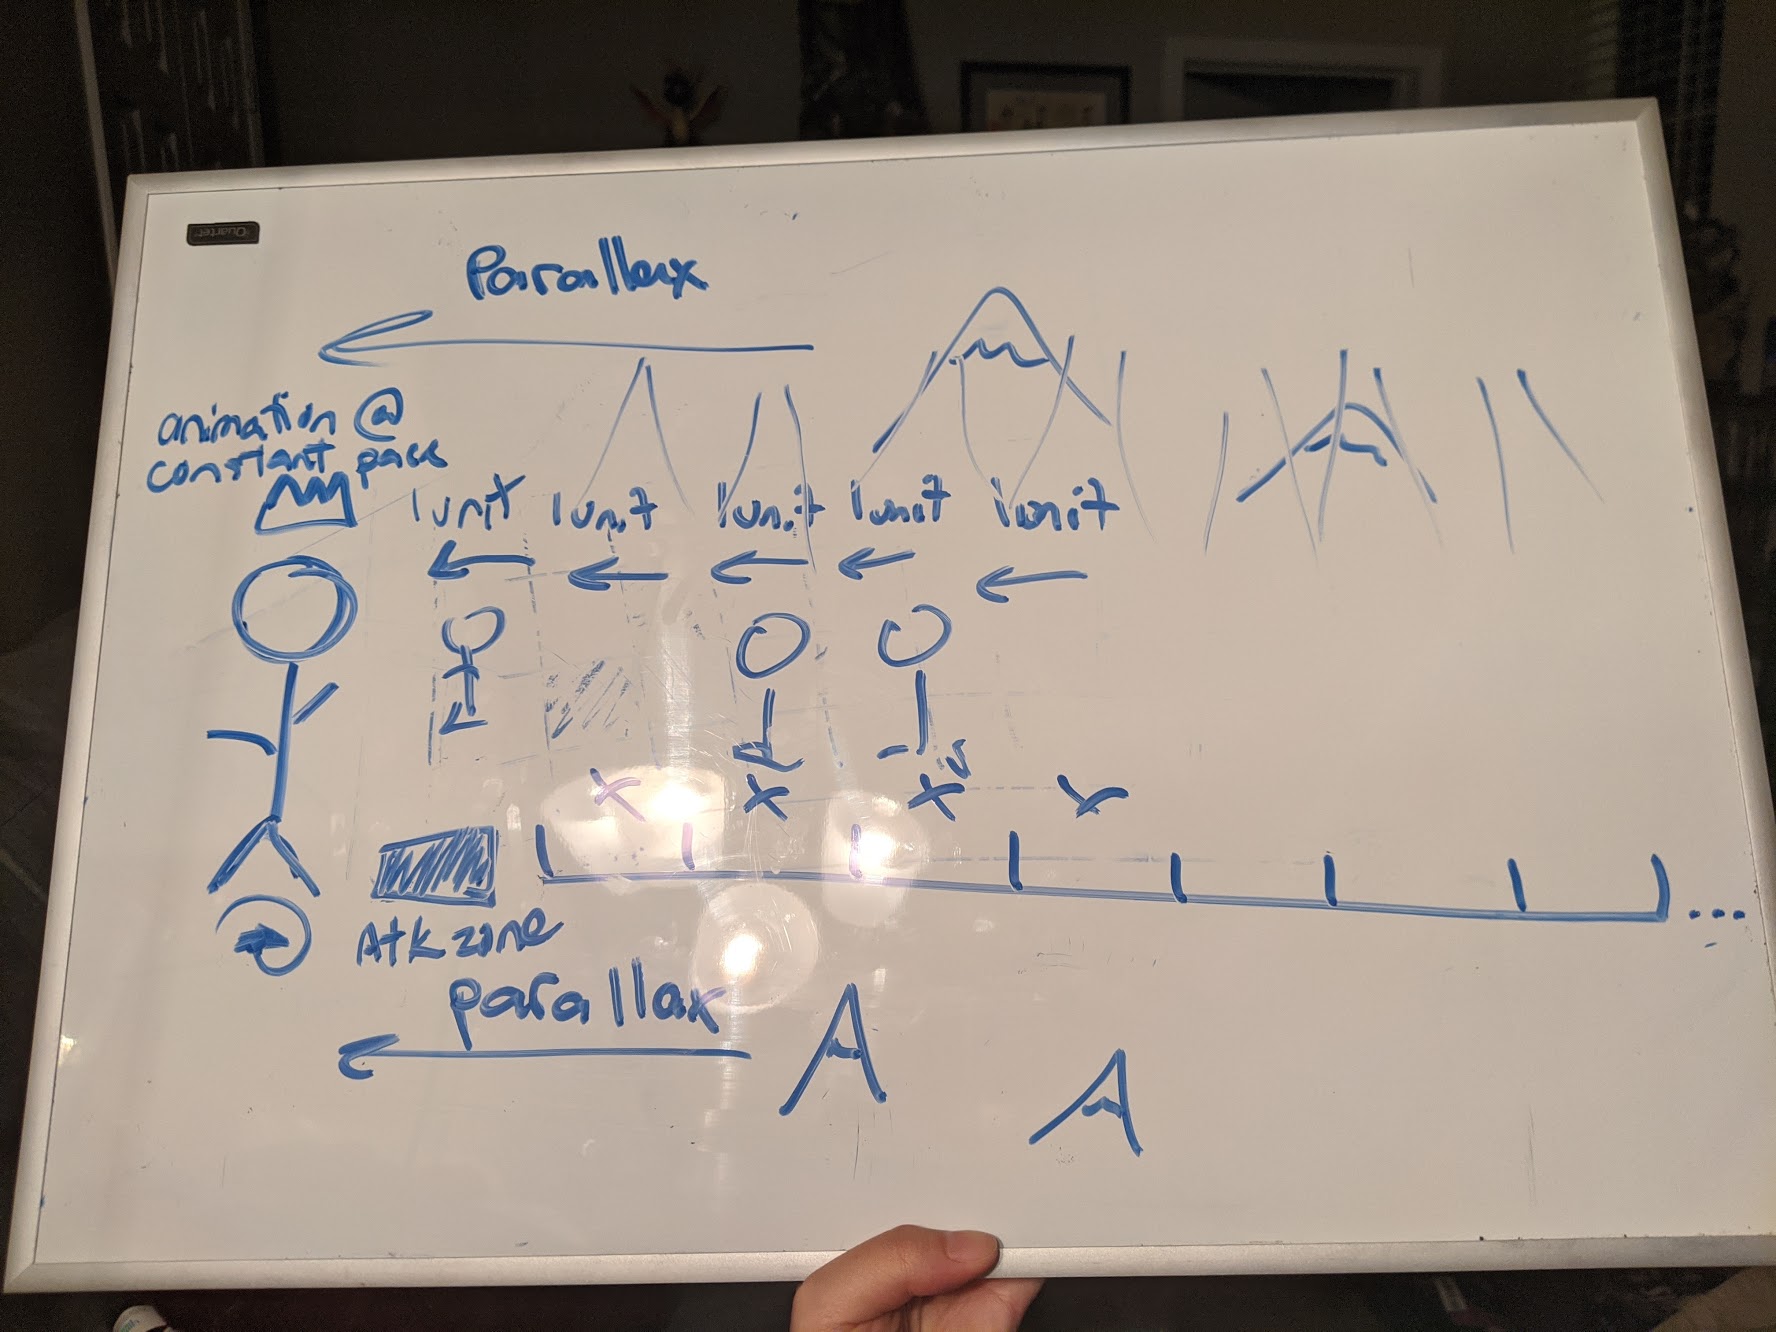 Quartet
Parallax
animation @
constant pace
1 unit 1 unit 1 unit 1 unit 1 unit
x x x x
Atk zone
...
parallax